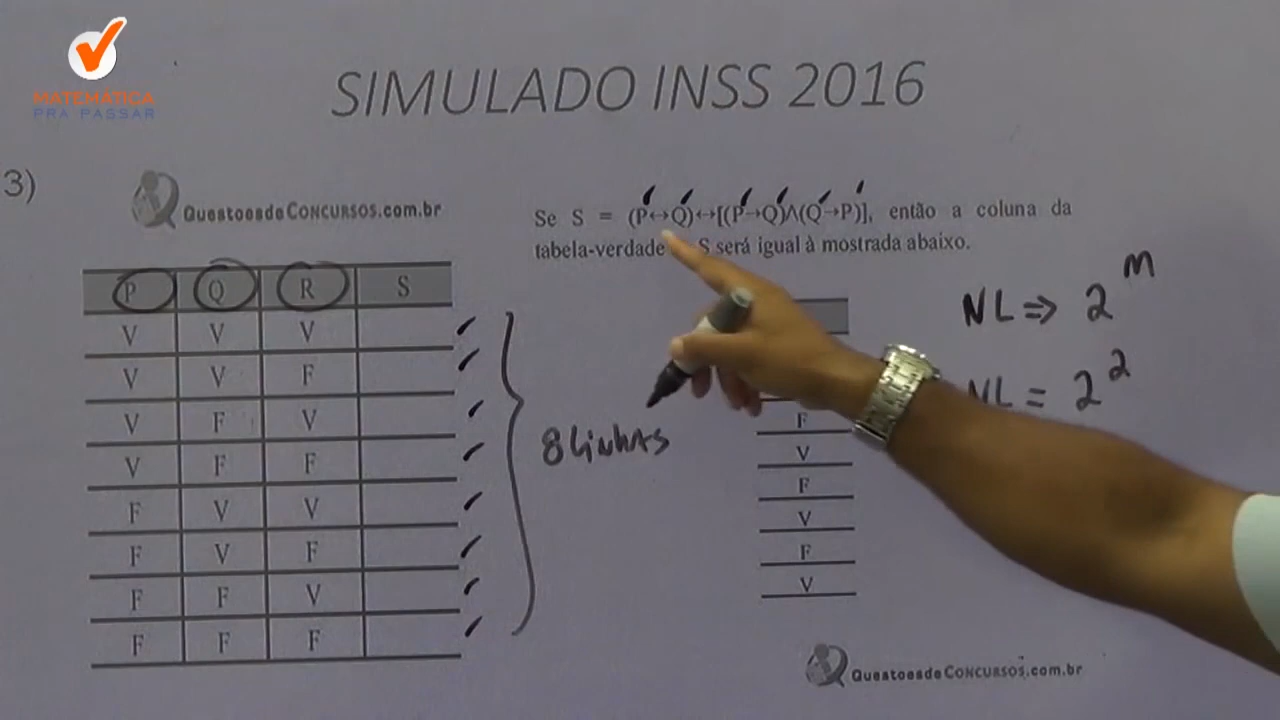 MATEMÁTICA
PRA PASSAR
SIMULADO INSS 2016
3)
QuestoesdeCONCURSOS.com.br
Se S = (P↔Q)↔[(P→Q)∧(Q→P)], então a coluna da
tabela-verdade S será igual à mostrada abaixo.
P Q R S
V V V
V V F
V F V
V F F
F V V
F V F
F F V
F F F
8 LINHAS
F
V
F
V
F
V
NL ⇒ 2^m
NL = 2^2
QuestoesdeCONCURSOS.com.br